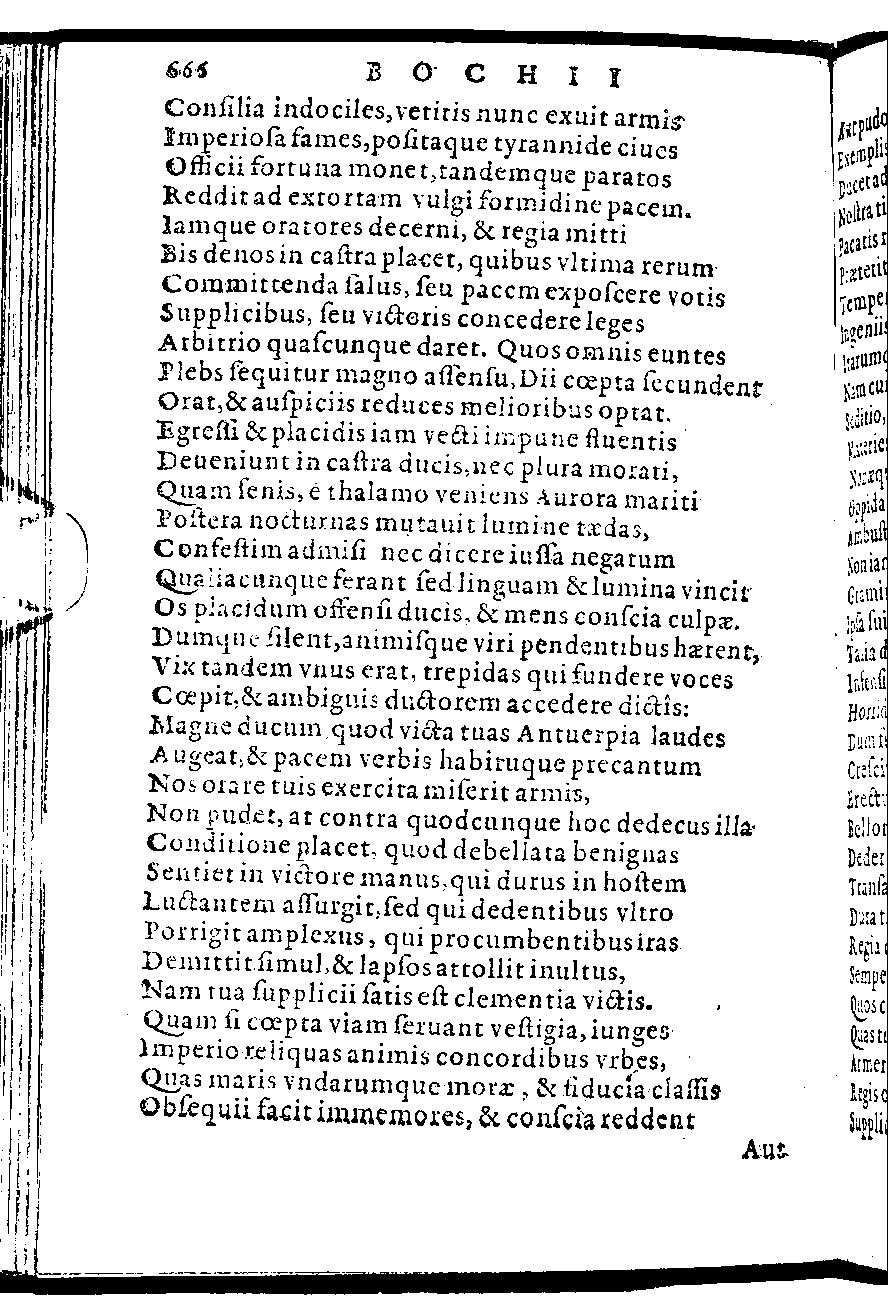 666 BOCHII
Conſilia indociles, vetitis nunc exuit armis
Imperioſa fames, poſitaque tyrannide ciues
Officii fortuna monet, tandemque paratos
Reddit ad extortam vulgi formidine pacem.
Iamque oratores decerni, & regia mitti
Bis denos in caſtra placet, quibus vltima rerum
Committenda ſalus, ſeu pacem expoſcere votis
Supplicibus, ſeu victoris concedere leges
Arbitrio quaſcunque daret. Quos omnis euntes
Plebs ſequitur magno aſſenſu, Dii cœpta ſecundent
Orat, & auſpiciis reduces melioribus optat.
Egreſſi & placidis iam vecti impune fluentis
Deueniunt in caſtra ducis, nec plura morati,
Quam ſenis, è thalamo veniens Aurora mariti
Poſtera nocturnas mutauit lumine tædas,
Confeſtim admiſi nec dicere iuſſa negatum
Qualiacunque ferant ſed linguam & lumina vincit
Os placidum offenſi ducis, & mens conſcia culpæ.
Dumque ſilent, animiſque viri pendentibus hærent,
Vix tandem vnus erat, trepidas qui fundere voces
Cœpit, & ambiguis ductorem accedere dictis:
Magne ducum quod victa tuas Antuerpia laudes
Augeat, & pacem verbis habituque precantum
Nos orare tuis exercita miſerit armis,
Non pudet, at contra quodcunque hoc dedecus illa
Conditione placet, quod debellata benignas
Sentiet in victore manus, qui durus in hoſtem
Luctantem aſſurgit, ſed qui dedentibus vltro
Porrigit amplexus, qui procumbentibus iras
Demittit ſimul, & lapſos attollit inultus,
Nam tua ſupplicii ſatis eſt clementia victis.
Quam ſi cœpta viam ſeruant veſtigia, iunges
Imperio reliquas animis concordibus vrbes,
Quas maris vndarumque moræ, & fiducia claſſis
Obſequii facit immemores, & conſcia reddent
Aut